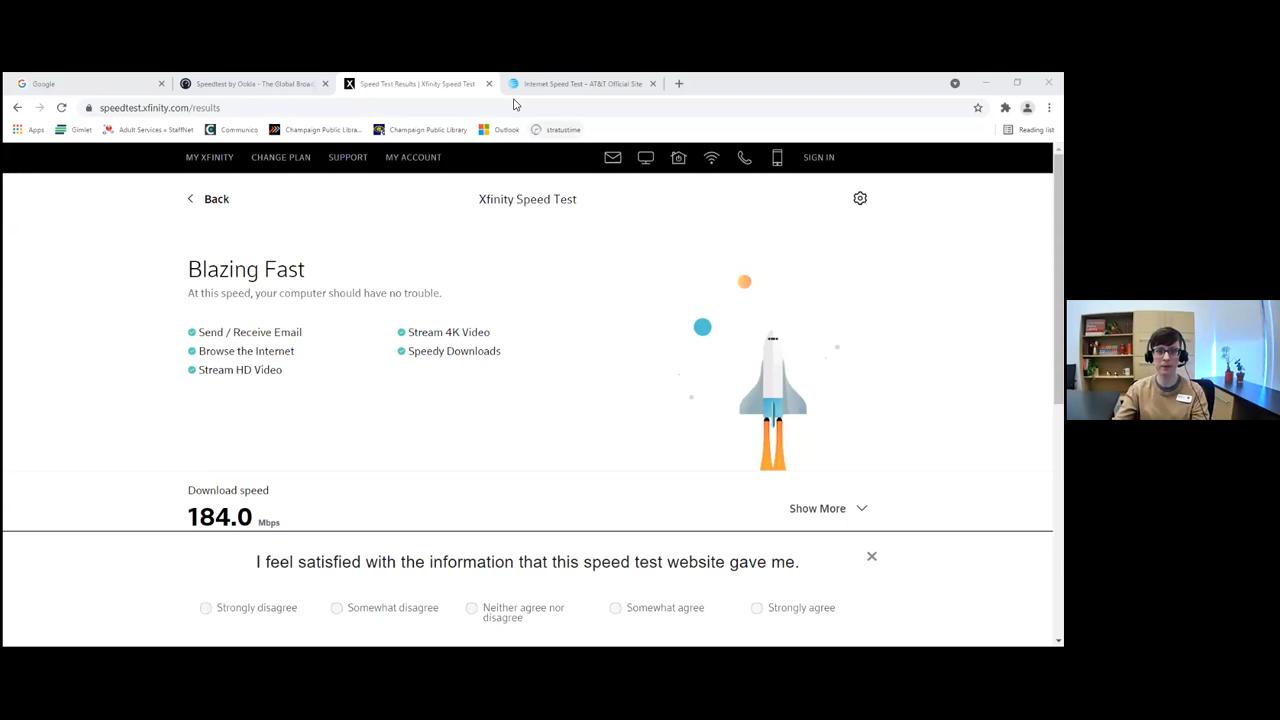 Google
Speedtest by Ookla - The Global Broad
Speed Test Results | Xfinity Speed Test
Internet Speed Test - AT&T Official Site
speedtest.xfinity.com/results
Apps
Gimlet
Adult Services » StaffNet
Communico
Champaign Public Libra...
Champaign Public Library
Outlook
stratustime
Reading list
MY XFINITY
CHANGE PLAN
SUPPORT
MY ACCOUNT
SIGN IN
Back
Xfinity Speed Test
Blazing Fast
At this speed, your computer should have no trouble.
Send / Receive Email
Stream 4K Video
Browse the Internet
Speedy Downloads
Stream HD Video
Download speed
184.0 Mbps
Show More
I feel satisfied with the information that this speed test website gave me.
Strongly disagree
Somewhat disagree
Neither agree nor
disagree
Somewhat agree
Strongly agree